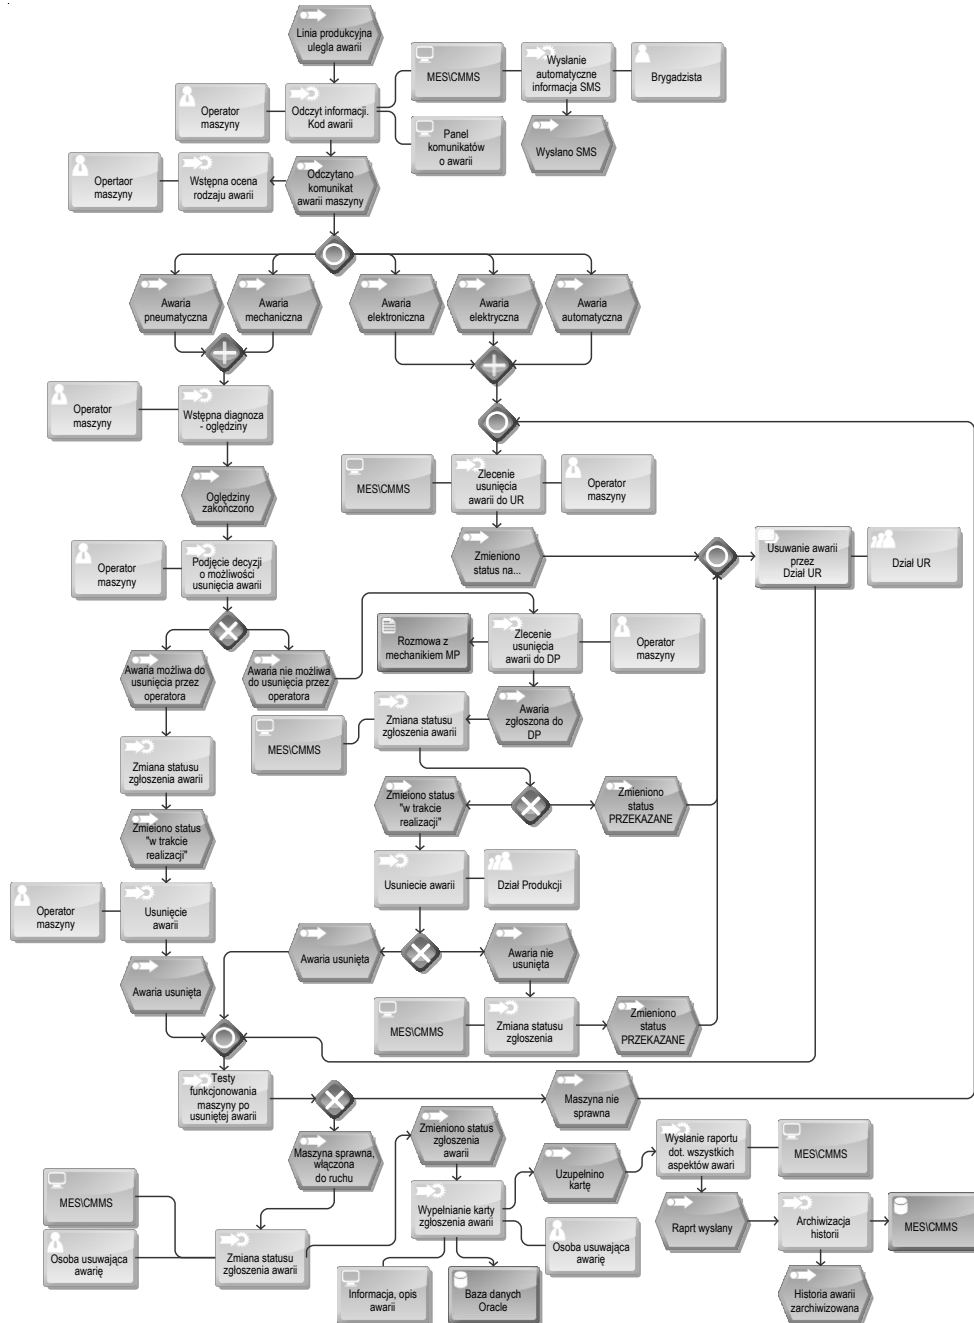 Linia produkcyjna
uległa awarii
MES\CMMS
Wysłanie
automatyczne
informacja SMS
Brygadzista
Operator
maszyny
Odczyt informacji.
Kod awarii
Panel
komunikatów
o awarii
Wysłano SMS
Opertaor
maszyny
Wstępna ocena
rodzaju awarii
Odczytano
komunikat
awarii maszyny
Awaria
pneumatyczna
Awaria
mechaniczna
Awaria
elektroniczna
Awaria
elektryczna
Awaria
automatyczna
Operator
maszyny
Wstępna diagnoza
- oględziny
MES\CMMS
Zlecenie
usunięcia
awarii do UR
Operator
maszyny
Oględziny
zakończono
Zmieniono
status na...
Usuwanie awarii
przez
Dział UR
Dział UR
Operator
maszyny
Podjęcie decyzji
o możliwości
usunięcia awarii
Rozmowa z
mechanikiem MP
Zlecenie
usunięcia
awarii do DP
Operator
maszyny
Awaria możliwa do
usunięcia przez
operatora
Awaria nie możliwa
do usunięcia przez
operatora
Awaria
zgłoszona do
DP
MES\CMMS
Zmiana statusu
zgłoszenia awarii
Zmiana statusu
zgłoszenia awarii
Zmieiono status
"w trakcie
realizacji"
Zmieniono
status
PRZEKAZANE
Zmieiono status
"w trakcie
realizacji"
Usuniecie awarii
Dział Produkcji
Operator
maszyny
Usunięcie
awarii
Awaria usunięta
Awaria nie
usunięta
Awaria usunięta
MES\CMMS
Zmiana statusu
zgłoszenia
Zmieniono
status
PRZEKAZANE
Testy
funkcjonowania
maszyny po
usuniętej awarii
Maszyna nie
sprawna
Maszyna sprawna,
włączona
do ruchu
Zmieniono status
zgłoszenia
awarii
Uzupełnino
kartę
Wysłanie raportu
dot. wszystkich
aspektów awari
MES\CMMS
MES\CMMS
Wypełnianie karty
zgłoszenia awarii
Raprt wysłany
Archiwizacja
historii
MES\CMMS
Osoba usuwająca
awarię
Zmiana statusu
zgłoszenia awarii
Osoba usuwająca
awarię
Informacja, opis
awarii
Baza danych
Oracle
Historia awarii
zarchiwizowana